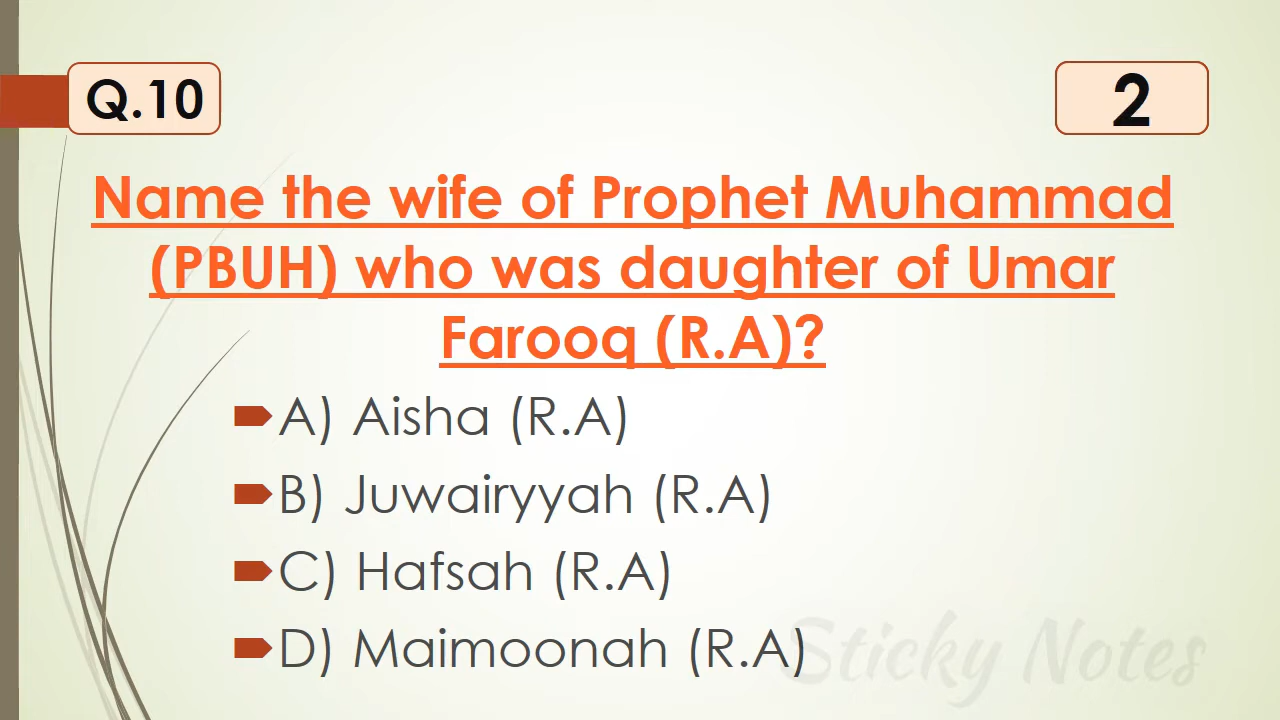 Q.10
2
Name the wife of Prophet Muhammad
(PBUH) who was daughter of Umar
Farooq (R.A)?
A) Aisha (R.A)
B) Juwairyyah (R.A)
C) Hafsah (R.A)
D) Maimoonah (R.A)
Sticky Notes